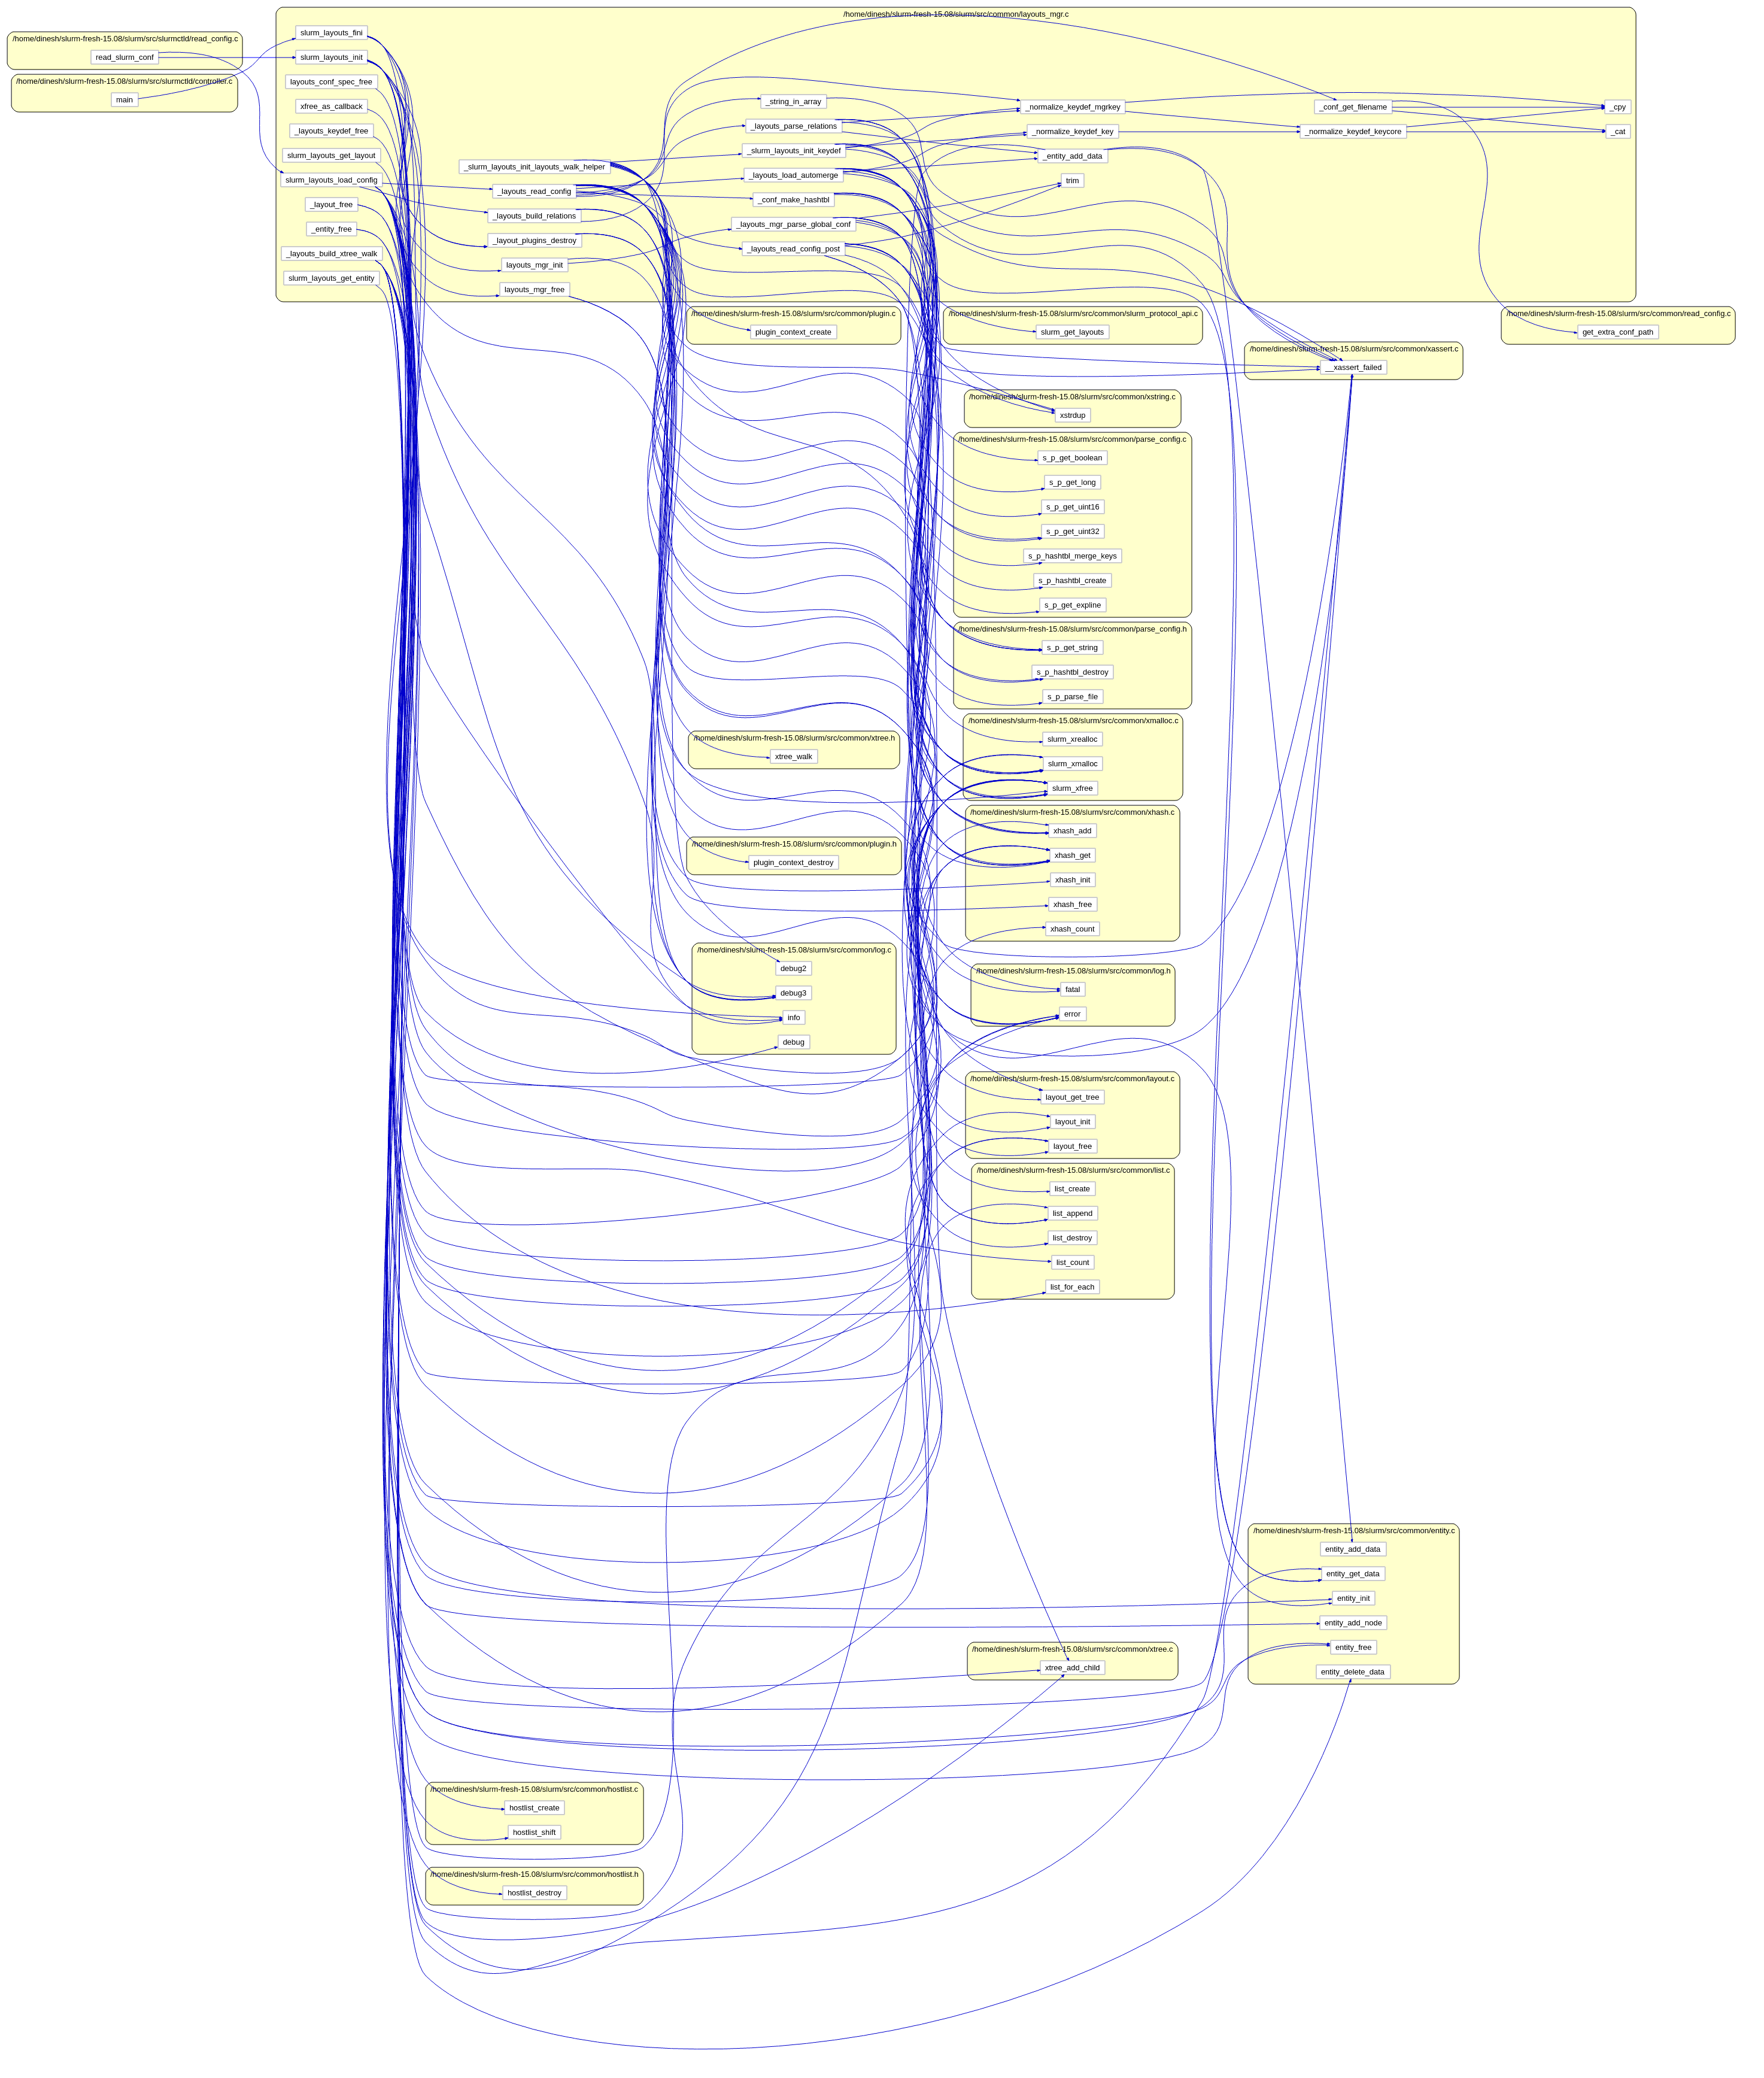 /home/dinesh/slurm-fresh-15.08/slurm/src/common/layouts_mgr.c
slurm_layouts_fini
/home/dinesh/slurm-fresh-15.08/slurm/src/slurmctld/read_config.c
read_slurm_conf
slurm_layouts_init
/home/dinesh/slurm-fresh-15.08/slurm/src/slurmctld/controller.c
main
layouts_conf_spec_free
xfree_as_callback
_layouts_keydef_free
slurm_layouts_get_layout
slurm_layouts_load_config
_layout_free
_entity_free
_layouts_build_xtree_walk
slurm_layouts_get_entity
_slurm_layouts_init_layouts_walk_helper
_layouts_read_config
_layouts_build_relations
_layout_plugins_destroy
layouts_mgr_init
layouts_mgr_free
_string_in_array
_layouts_parse_relations
_slurm_layouts_init_keydef
_layouts_load_automerge
_conf_make_hashtbl
_layouts_mgr_parse_global_conf
_layouts_read_config_post
_normalize_keydef_mgrkey
_normalize_keydef_key
_entity_add_data
trim
_conf_get_filename
_normalize_keydef_keycore
_cpy
_cat
/home/dinesh/slurm-fresh-15.08/slurm/src/common/plugin.c
plugin_context_create
/home/dinesh/slurm-fresh-15.08/slurm/src/common/slurm_protocol_api.c
slurm_get_layouts
/home/dinesh/slurm-fresh-15.08/slurm/src/common/read_config.c
get_extra_conf_path
/home/dinesh/slurm-fresh-15.08/slurm/src/common/xassert.c
__xassert_failed
/home/dinesh/slurm-fresh-15.08/slurm/src/common/xstring.c
xstrdup
/home/dinesh/slurm-fresh-15.08/slurm/src/common/parse_config.c
s_p_get_boolean
s_p_get_long
s_p_get_uint16
s_p_get_uint32
s_p_hashtbl_merge_keys
s_p_hashtbl_create
s_p_get_expline
/home/dinesh/slurm-fresh-15.08/slurm/src/common/parse_config.h
s_p_get_string
s_p_hashtbl_destroy
s_p_parse_file
/home/dinesh/slurm-fresh-15.08/slurm/src/common/xmalloc.c
slurm_xrealloc
slurm_xmalloc
slurm_xfree
/home/dinesh/slurm-fresh-15.08/slurm/src/common/xtree.h
xtree_walk
/home/dinesh/slurm-fresh-15.08/slurm/src/common/xhash.c
xhash_add
xhash_get
xhash_init
xhash_free
xhash_count
/home/dinesh/slurm-fresh-15.08/slurm/src/common/plugin.h
plugin_context_destroy
/home/dinesh/slurm-fresh-15.08/slurm/src/common/log.c
debug2
debug3
info
debug
/home/dinesh/slurm-fresh-15.08/slurm/src/common/log.h
fatal
error
/home/dinesh/slurm-fresh-15.08/slurm/src/common/layout.c
layout_get_tree
layout_init
layout_free
/home/dinesh/slurm-fresh-15.08/slurm/src/common/list.c
list_create
list_append
list_destroy
list_count
list_for_each
/home/dinesh/slurm-fresh-15.08/slurm/src/common/entity.c
entity_add_data
entity_get_data
entity_init
entity_add_node
entity_free
entity_delete_data
/home/dinesh/slurm-fresh-15.08/slurm/src/common/xtree.c
xtree_add_child
/home/dinesh/slurm-fresh-15.08/slurm/src/common/hostlist.c
hostlist_create
hostlist_shift
/home/dinesh/slurm-fresh-15.08/slurm/src/common/hostlist.h
hostlist_destroy